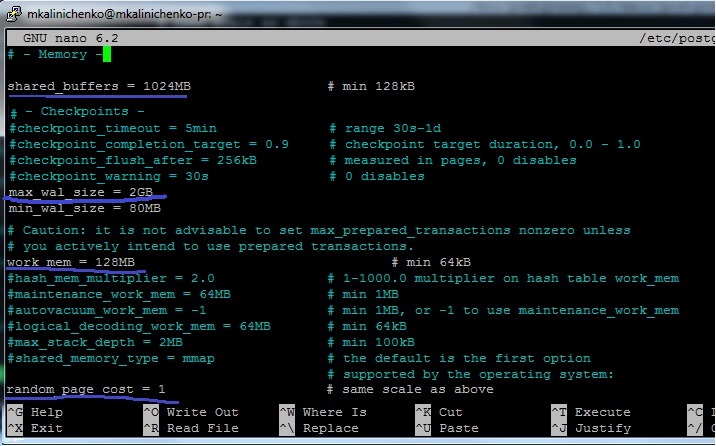 mkalinichenko@mkalinichenko-pr: ~
GNU nano 6.2 /etc/postg
# - Memory -
shared_buffers = 1024MB # min 128kB
# - Checkpoints -
#checkpoint_timeout = 5min # range 30s-1d
#checkpoint_completion_target = 0.9 # checkpoint target duration, 0.0 - 1.0
#checkpoint_flush_after = 256kB # measured in pages, 0 disables
#checkpoint_warning = 30s # 0 disables
max_wal_size = 2GB
min_wal_size = 80MB
# Caution: it is not advisable to set max_prepared_transactions nonzero unless
# you actively intend to use prepared transactions.
work_mem = 128MB # min 64kB
#hash_mem_multiplier = 2.0 # 1-1000.0 multiplier on hash table work_mem
#maintenance_work_mem = 64MB # min 1MB
#autovacuum_work_mem = -1 # min 1MB, or -1 to use maintenance_work_mem
#logical_decoding_work_mem = 64MB # min 64kB
#max_stack_depth = 2MB # min 100kB
#shared_memory_type = mmap # the default is the first option
# supported by the operating system:
random_page_cost = 1 # same scale as above
^G Help ^O Write Out ^W Where Is ^K Cut ^T Execute ^C
^X Exit ^R Read File ^\ Replace ^U Paste ^J Justify ^/